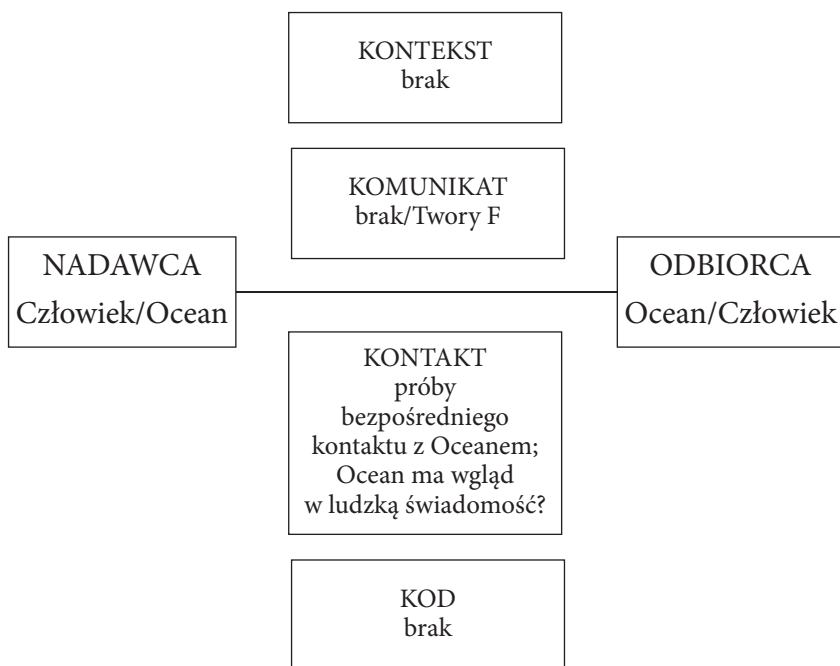 KONTEKST
brak
KOMUNIKAT
brak/Twory F
NADAWCA
Człowiek/Ocean
ODBIORCA
Ocean/Człowiek
KONTAKT
próby
bezpośredniego
kontaktu z Oceanem;
Ocean ma wgląd
w ludzką świadomość?
KOD
brak